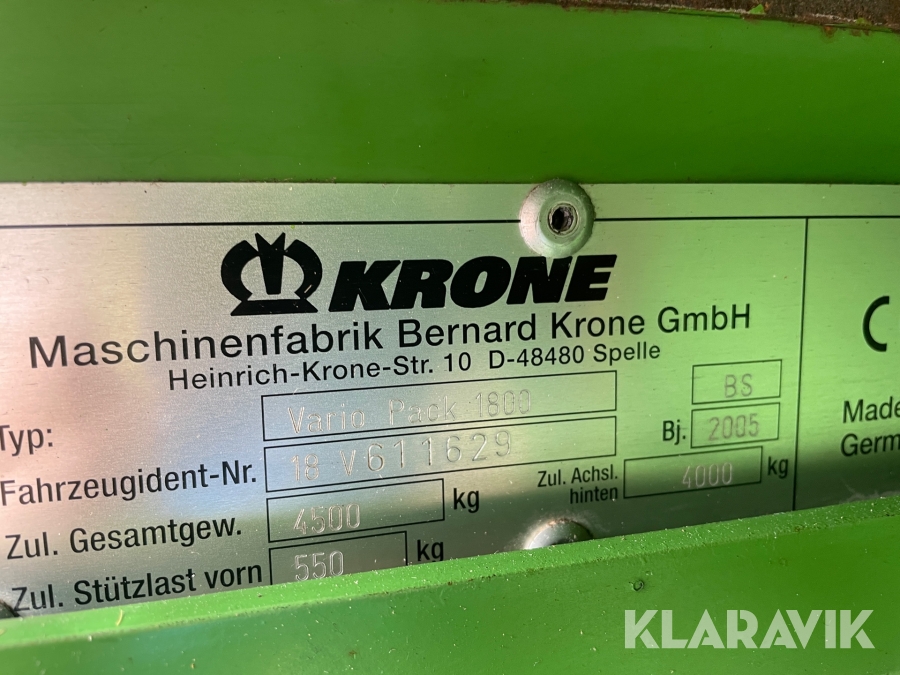 KRONE
Maschinenfabrik Bernard Krone GmbH
Heinrich-Krone-Str. 10 D-48480 Spelle
Typ: Vario Pack 1800 BS
Fahrzeugident-Nr. 18 V611629 Bj. 2005
Zul. Gesamtgew. 4500 kg Zul. Achsl. hinten 4000 kg
Zul. Stützlast vorn 550 kg
C
Made
Germ
KLARAVIK